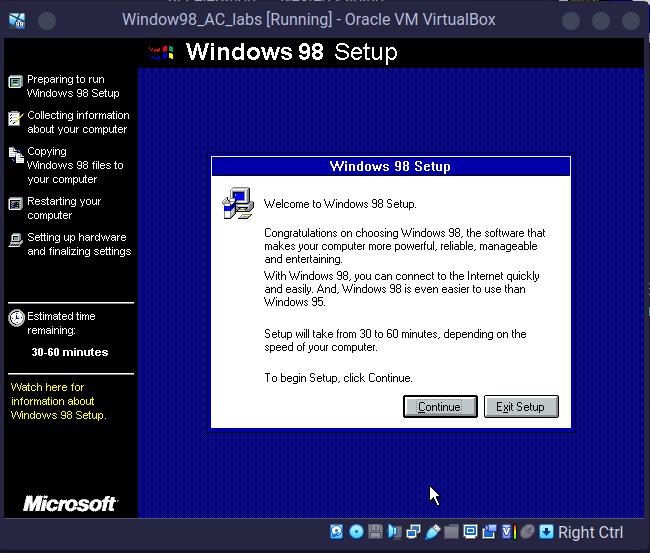 Window98_AC_labs [Running] - Oracle VM VirtualBox
Windows 98 Setup
Preparing to run
Windows 98 Setup
Collecting information
about your computer
Copying
Windows 98 files to
your computer
Restarting your
computer
Setting up hardware
and finalizing settings
Estimated time
remaining:
30-60 minutes
Watch here for
information about
Windows 98 Setup.
Microsoft
Windows 98 Setup
Welcome to Windows 98 Setup.
Congratulations on choosing Windows 98, the software that
makes your computer more powerful, reliable, manageable
and entertaining.
With Windows 98, you can connect to the Internet quickly
and easily. And, Windows 98 is even easier to use than
Windows 95.
Setup will take from 30 to 60 minutes, depending on the
speed of your computer.
To begin Setup, click Continue.
Continue
Exit Setup
Right Ctrl